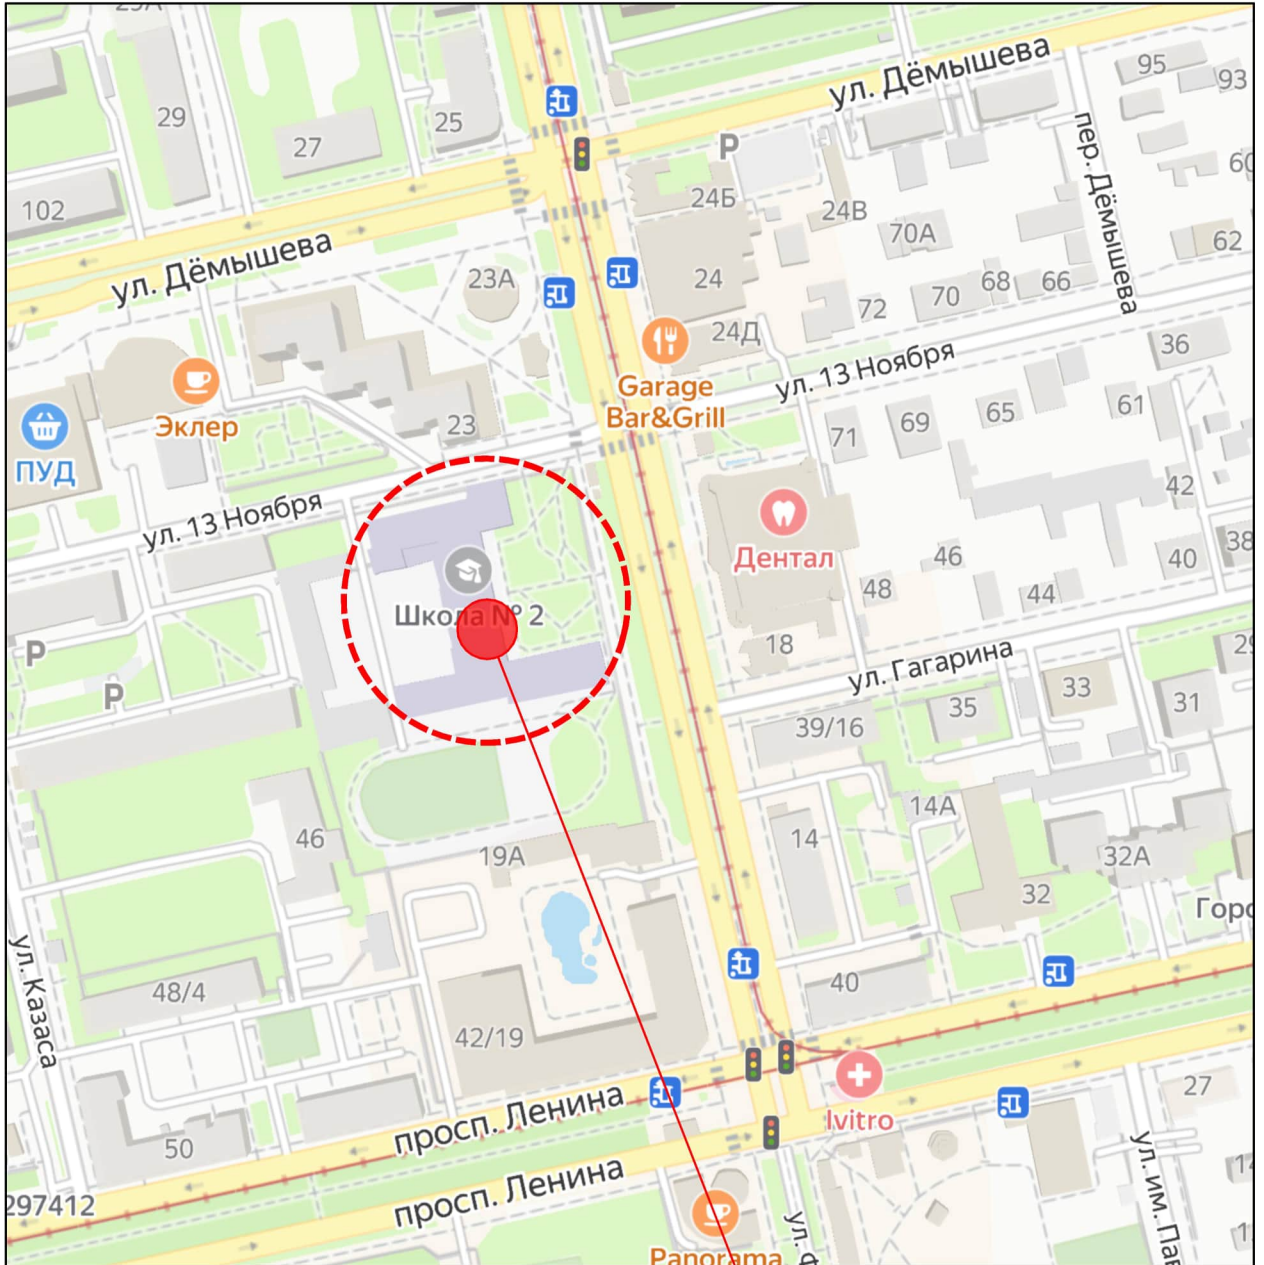 23А
29
27
25
102
ул. Дёмышева
P
ул. Дёмышева
95
93
пер. Дёмышева
24Б
24В
70А
62
23А
24
72
70
68
66
24Д
36
Эклер
ПУД
23
Garage
Bar&Grill
ул. 13 Ноября
71
69
65
61
ул. 13 Ноября
Дентал
42
38
40
46
48
44
Школа № 2
P
P
18
ул. Гагарина
33
31
35
39/16
14А
14
46
19А
32А
32
ул. Казаса
48/4
42/19
40
Ivitro
27
просп. Ленина
50
297412
просп. Ленина
Panorama